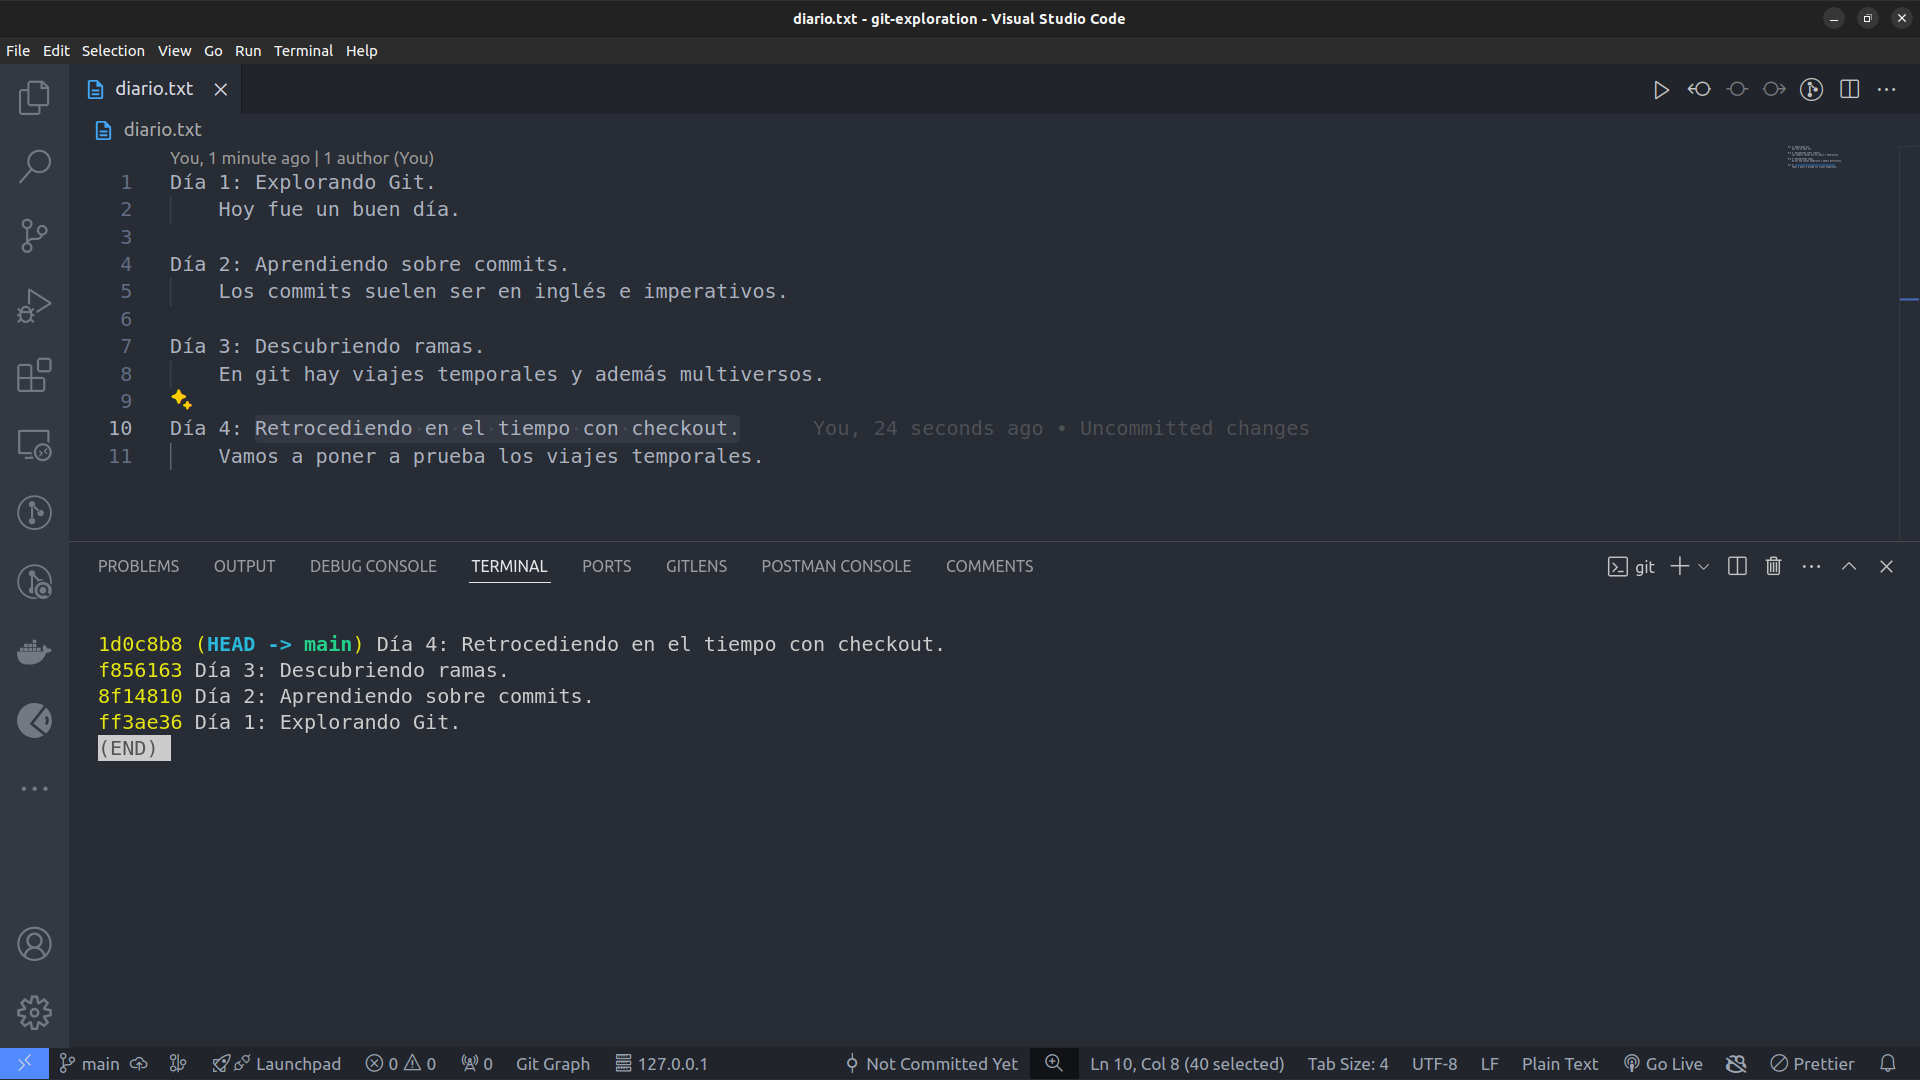 diario.txt - git-exploration - Visual Studio Code
File Edit Selection View Go Run Terminal Help
diario.txt
diario.txt
You, 1 minute ago | 1 author (You)
1 Día 1: Explorando Git.
2 Hoy fue un buen día.
3
4 Día 2: Aprendiendo sobre commits.
5 Los commits suelen ser en inglés e imperativos.
6
7 Día 3: Descubriendo ramas.
8 En git hay viajes temporales y además multiversos.
9
10 Día 4: Retrocediendo en el tiempo con checkout. You, 24 seconds ago • Uncommitted changes
11 Vamos a poner a prueba los viajes temporales.
PROBLEMS OUTPUT DEBUG CONSOLE TERMINAL PORTS GITLENS POSTMAN CONSOLE COMMENTS git
1d0c8b8 (HEAD -> main) Día 4: Retrocediendo en el tiempo con checkout.
f856163 Día 3: Descubriendo ramas.
8f14810 Día 2: Aprendiendo sobre commits.
ff3ae36 Día 1: Explorando Git.
(END)
main Launchpad 0 0 0 Git Graph 127.0.0.1 Not Committed Yet Ln 10, Col 8 (40 selected) Tab Size: 4 UTF-8 LF Plain Text Go Live Prettier